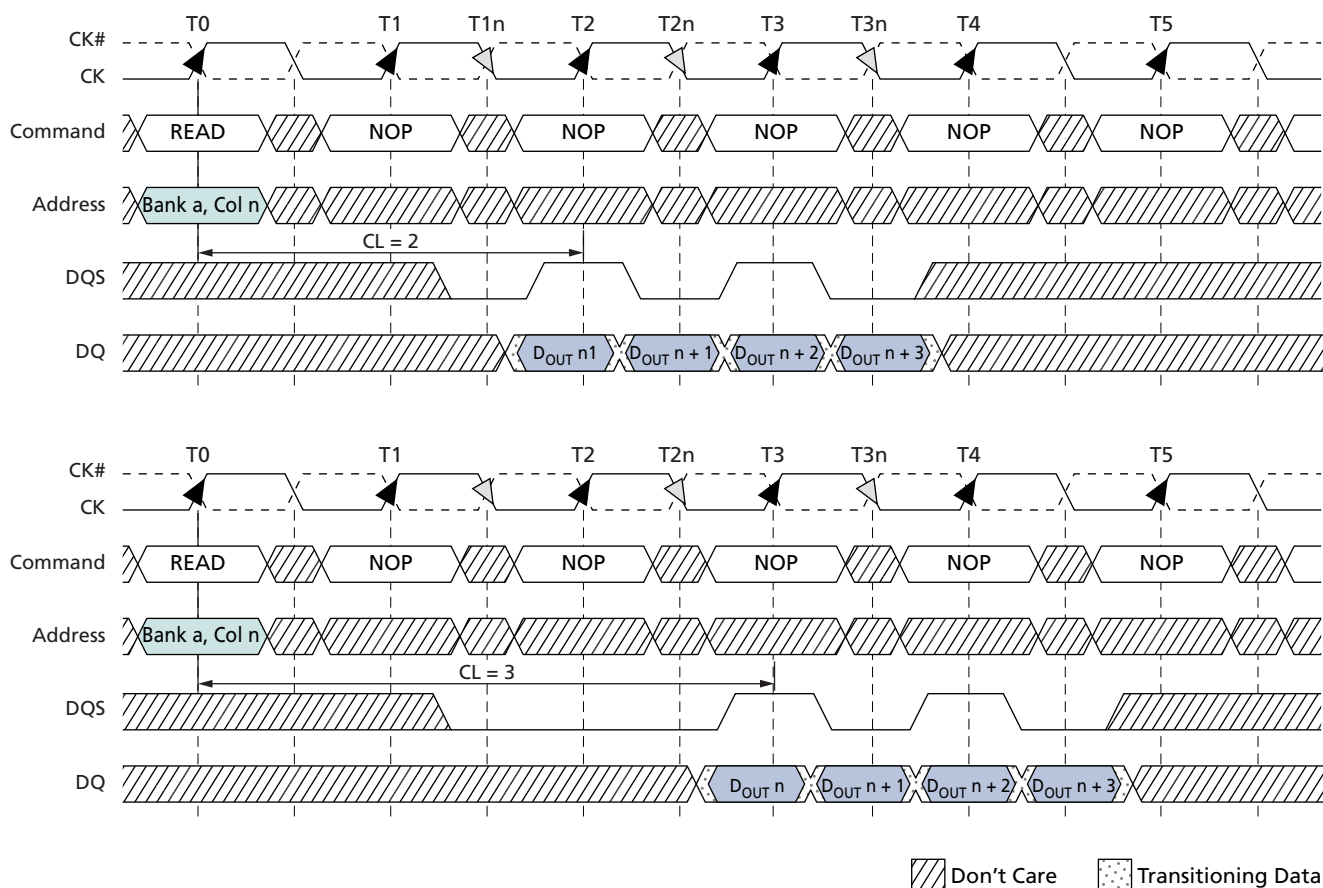 T0 T1 T1n T2 T2n T3 T3n T4 T5
CK#
CK
Command READ NOP NOP NOP NOP NOP
Address Bank a, Col n
CL = 2
DQS
DQ DOUT n1 DOUT n + 1 DOUT n + 2 DOUT n + 3
T0 T1 T2 T2n T3 T3n T4 T5
CK#
CK
Command READ NOP NOP NOP NOP NOP
Address Bank a, Col n
CL = 3
DQS
DQ DOUT n DOUT n + 1 DOUT n + 2 DOUT n + 3
Don't Care Transitioning Data